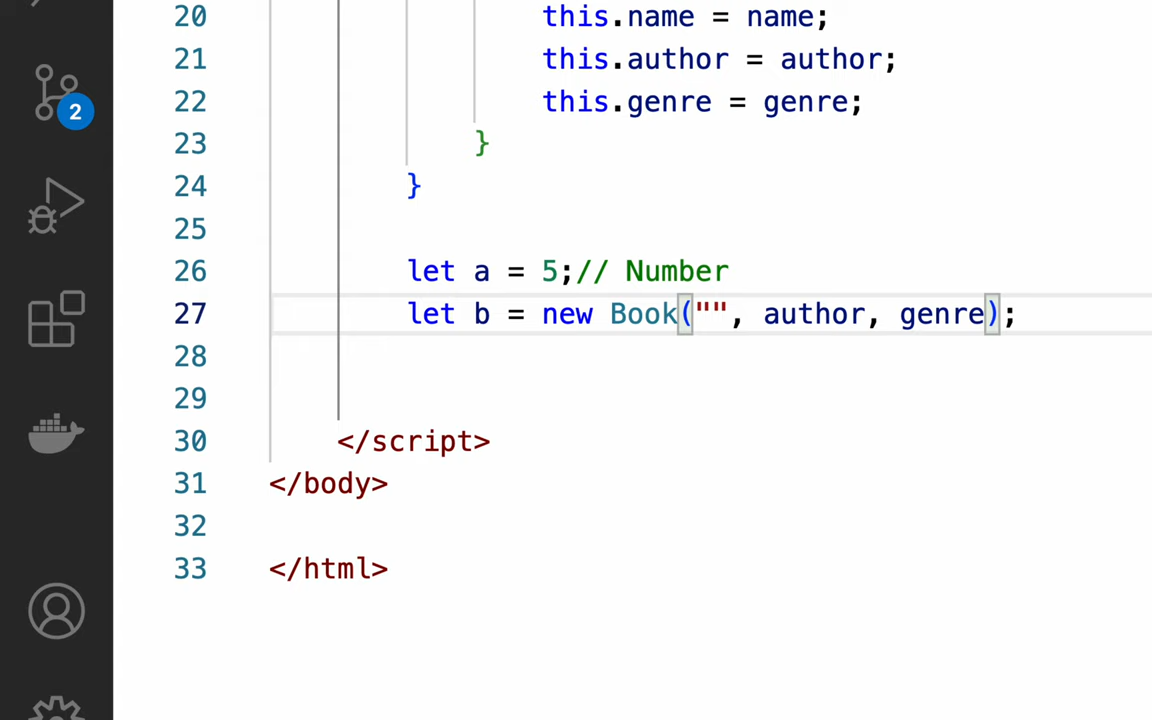 20 this.name = name;
21 this.author = author;
22 this.genre = genre;
2
23 }
24 }
25
26 let a = 5;// Number
27 let b = new Book("", author, genre);
28
29
30 </script>
31 </body>
32
33 </html>